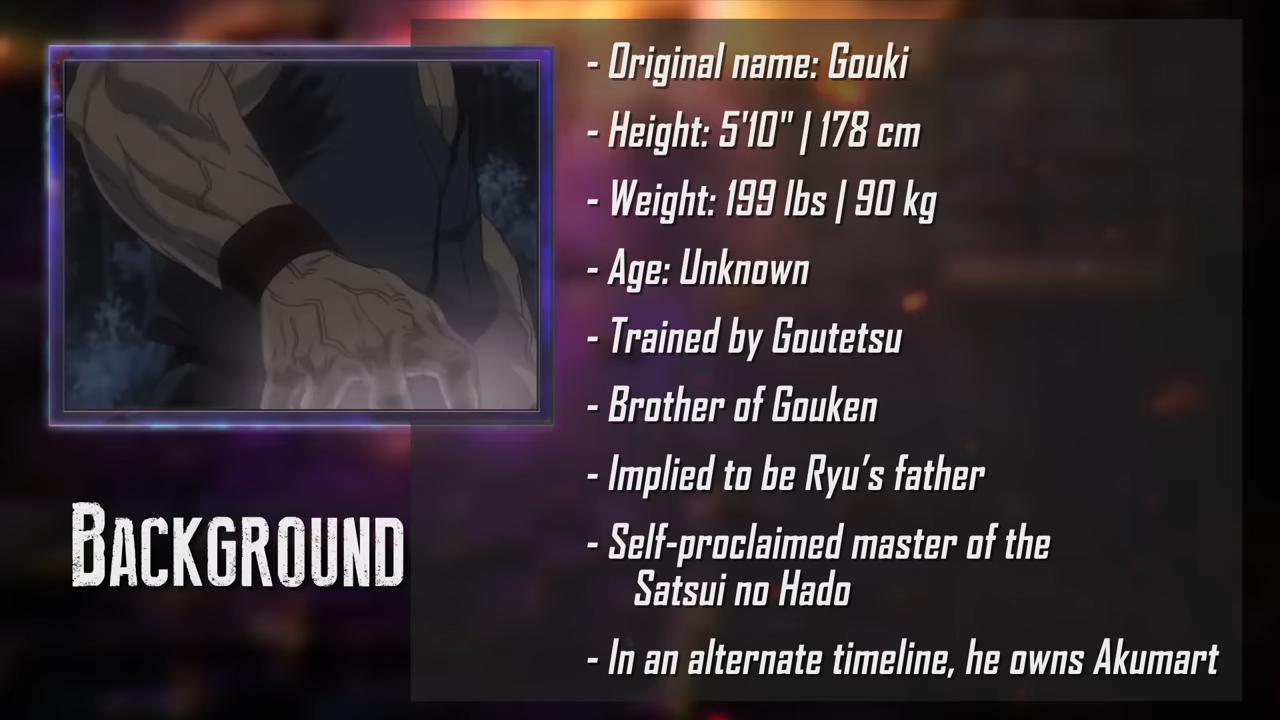 - Original name: Gouki
- Height: 5'10" | 178 cm
- Weight: 199 lbs | 90 kg
- Age: Unknown
- Trained by Goutetsu
- Brother of Gouken
- Implied to be Ryu's father
- Self-proclaimed master of the
Satsui no Hado
- In an alternate timeline, he owns Akumart
Background